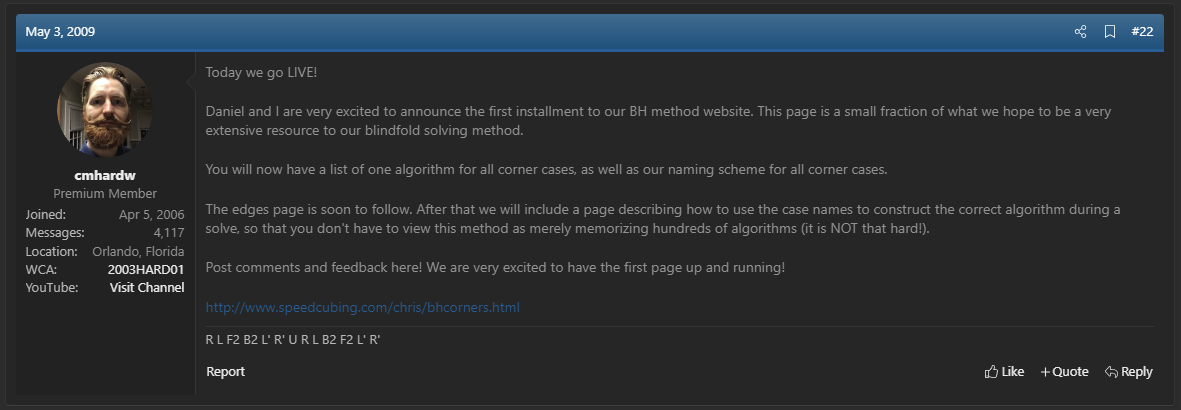 May 3, 2009
#22
cmhardw
Premium Member
Joined: Apr 5, 2006
Messages: 4,117
Location: Orlando, Florida
WCA: 2003HARD01
YouTube: Visit Channel
Today we go LIVE!
Daniel and I are very excited to announce the first installment to our BH method website. This page is a small fraction of what we hope to be a very
extensive resource to our blindfold solving method.
You will now have a list of one algorithm for all corner cases, as well as our naming scheme for all corner cases.
The edges page is soon to follow. After that we will include a page describing how to use the case names to construct the correct algorithm during a
solve, so that you don't have to view this method as merely memorizing hundreds of algorithms (it is NOT that hard!).
Post comments and feedback here! We are very excited to have the first page up and running!
http://www.speedcubing.com/chris/bhcorners.html
R L F2 B2 L' R' U R L B2 F2 L' R'
Report
Like
+ Quote
Reply